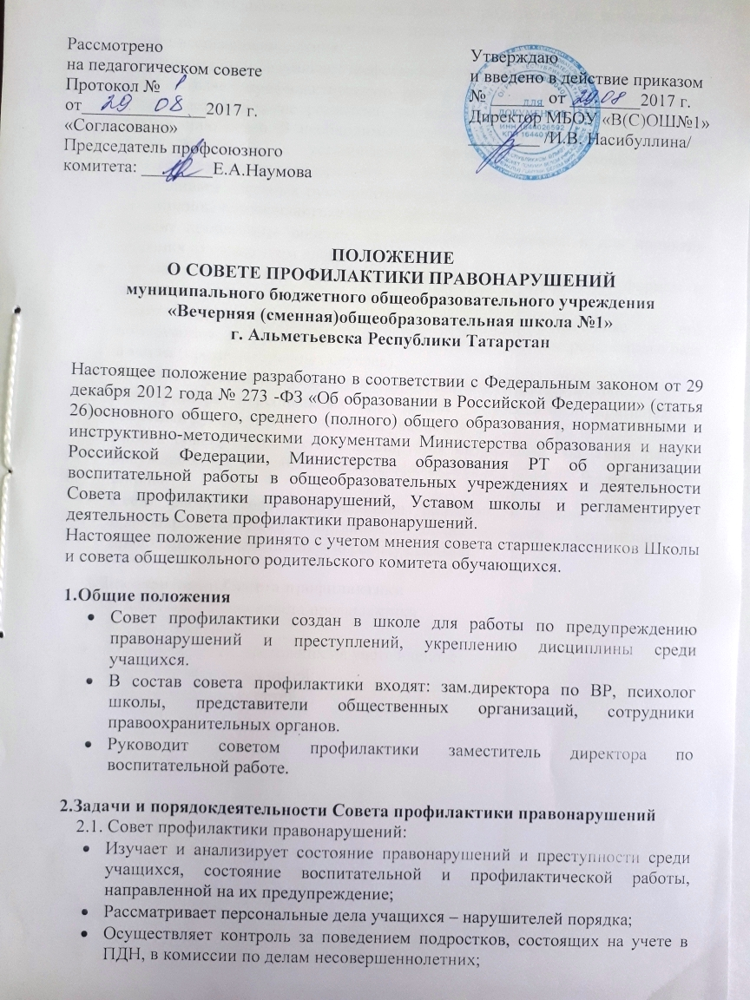 Рассмотрено
на педагогическом совете
Протокол № 1
от 29 08 2017 г.
«Согласовано»
Председатель профсоюзного
комитета: ________Е.А.Наумова
Утверждаю
и введено в действие приказом
№ ______ от 29.08 2017 г.
Директор МБОУ «В(С)ОШ№1»
________ /И.В. Насибуллина/
ДЛЯ
ДОКУМЕНТОВ
ПОЛОЖЕНИЕ
О СОВЕТЕ ПРОФИЛАКТИКИ ПРАВОНАРУШЕНИЙ
муниципального бюджетного общеобразовательного учреждения
«Вечерняя (сменная)общеобразовательная школа №1»
г. Альметьевска Республики Татарстан
Настоящее положение разработано в соответствии с Федеральным законом от 29
декабря 2012 года № 273 -ФЗ «Об образовании в Российской Федерации» (статья
26)основного общего, среднего (полного) общего образования, нормативными и
инструктивно-методическими документами Министерства образования и науки
Российской Федерации, Министерства образования РТ об организации
воспитательной работы в общеобразовательных учреждениях и деятельности
Совета профилактики правонарушений, Уставом школы и регламентирует
деятельность Совета профилактики правонарушений.
Настоящее положение принято с учетом мнения совета старшеклассников Школы
и совета общешкольного родительского комитета обучающихся.
1.Общие положения
• Совет профилактики создан в школе для работы по предупреждению
правонарушений и преступлений, укреплению дисциплины среди
учащихся.
• В состав совета профилактики входят: зам.директора по ВР, психолог
школы, представители общественных организаций, сотрудники
правоохранительных органов.
• Руководит советом профилактики заместитель директора по
воспитательной работе.
2.Задачи и порядокдеятельности Совета профилактики правонарушений
2.1. Совет профилактики правонарушений:
• Изучает и анализирует состояние правонарушений и преступности среди
учащихся, состояние воспитательной и профилактической работы,
направленной на их предупреждение;
• Рассматривает персональные дела учащихся – нарушителей порядка;
• Осуществляет контроль за поведением подростков, состоящих на учете в
ПДН, в комиссии по делам несовершеннолетних;